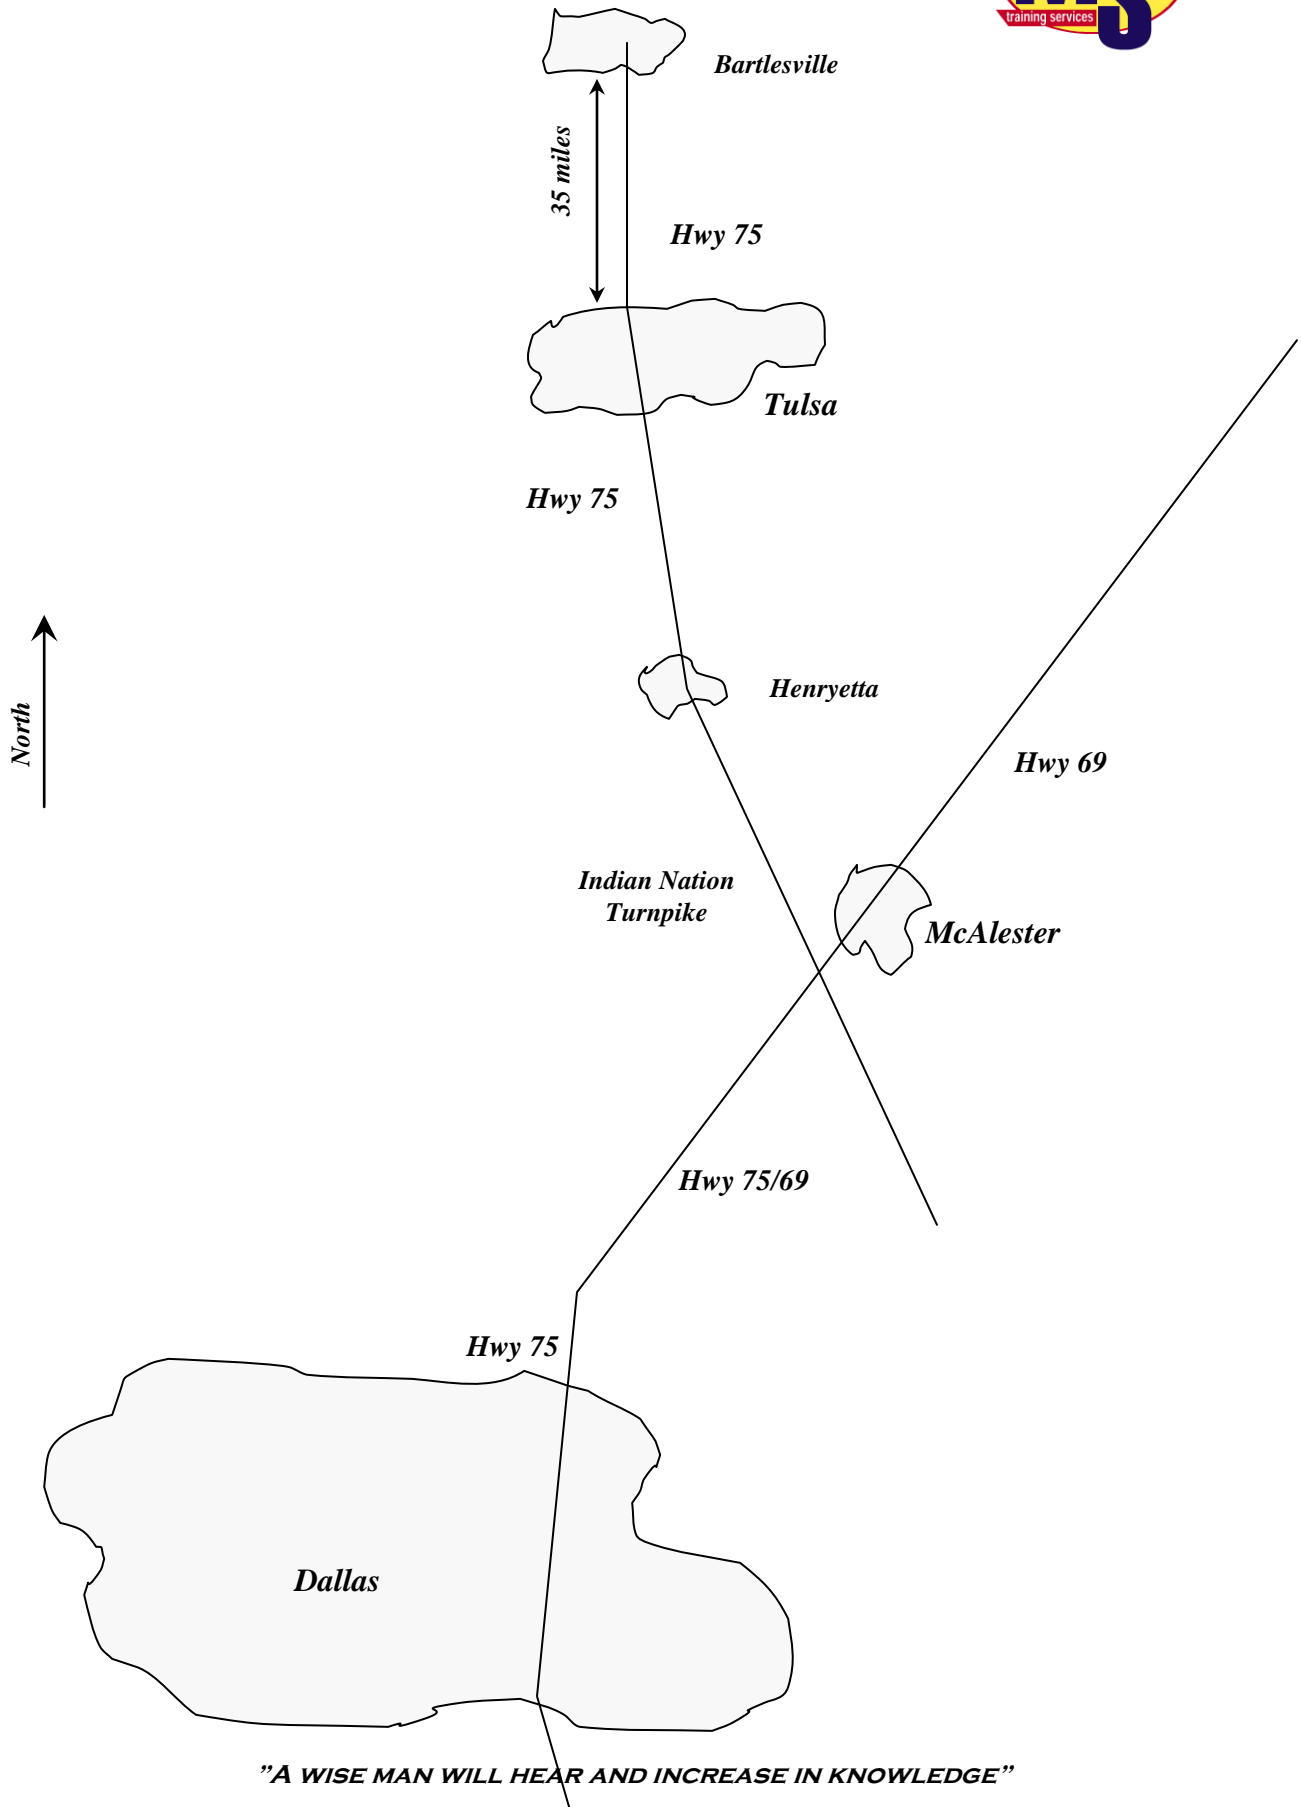 training services
Bartlesville
35 miles
Hwy 75
Tulsa
Hwy 75
North
Henryetta
Hwy 69
Indian Nation
Turnpike
McAlester
Hwy 75/69
Hwy 75
Dallas
”A WISE MAN WILL HEAR AND INCREASE IN KNOWLEDGE”